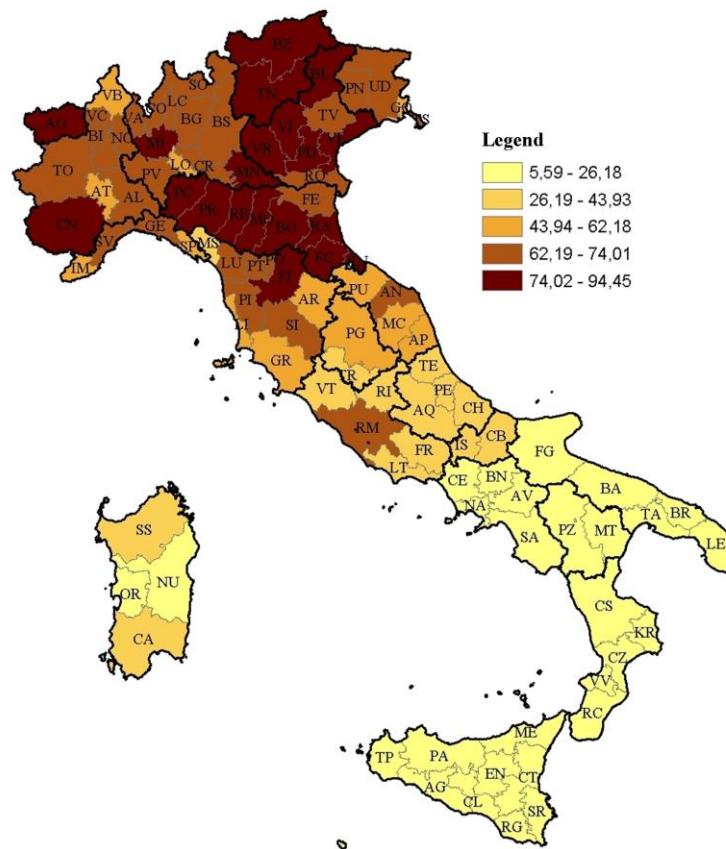 Legend
5,59 - 26,18
26,19 - 43,93
43,94 - 62,18
62,19 - 74,01
74,02 - 94,45
BZ
SO
BL
TN
PN
UD
VB
LC
AO
VC
VA
CO
BG
BS
TV
GO
BI
NO
MI
VR
VI
PD
VE
TO
LO
CR
MN
RO
PV
AT
AL
PC
FE
CN
PR
RE
MO
BO
RA
GE
SV
SP
MS
LU
PT
PO
FC
IM
FI
PU
AN
PI
AR
LI
SI
MC
PG
AP
GR
TE
VT
TR
RI
PE
AQ
CH
RM
IS
CB
FR
LT
FG
CE
BN
BA
NA
AV
TA
BR
SS
SA
PZ
MT
LE
OR
NU
CS
CA
KR
CZ
VV
RC
ME
TP
PA
EN
CT
AG
CL
SR
RG